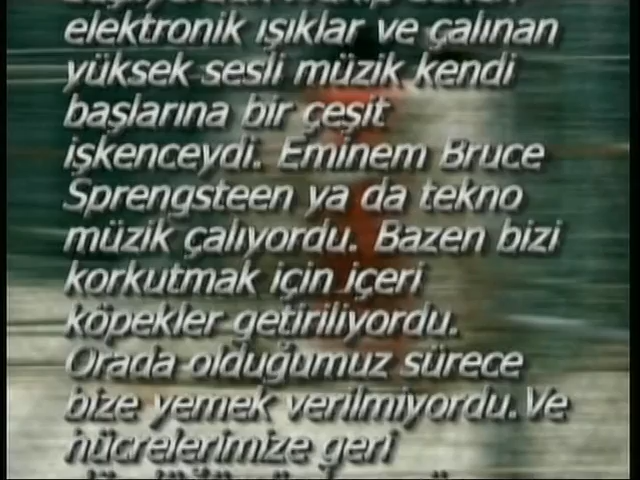 elektronik ışıklar ve çalınan
yüksek sesli müzik kendi
başlarına bir çeşit
işkenceydi. Eminem Bruce
Sprengsteen ya da tekno
müzik çalıyordu. Bazen bizi
korkutmak için içeri
köpekler getiriliyordu.
Orada olduğumuz sürece
bize yemek verilmiyordu. Ve
hücrelerimize geri